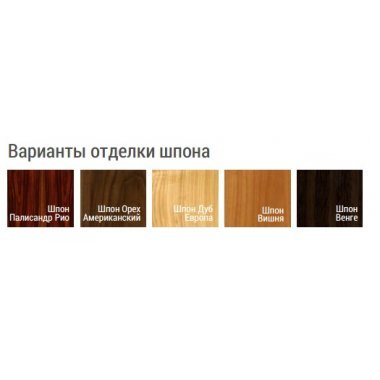 Варианты отделки шпона
Шпон
Палисандр Рио
Шпон Орех
Американский
Шпон Дуб
Европа
Шпон
Вишня
Шпон
Венге